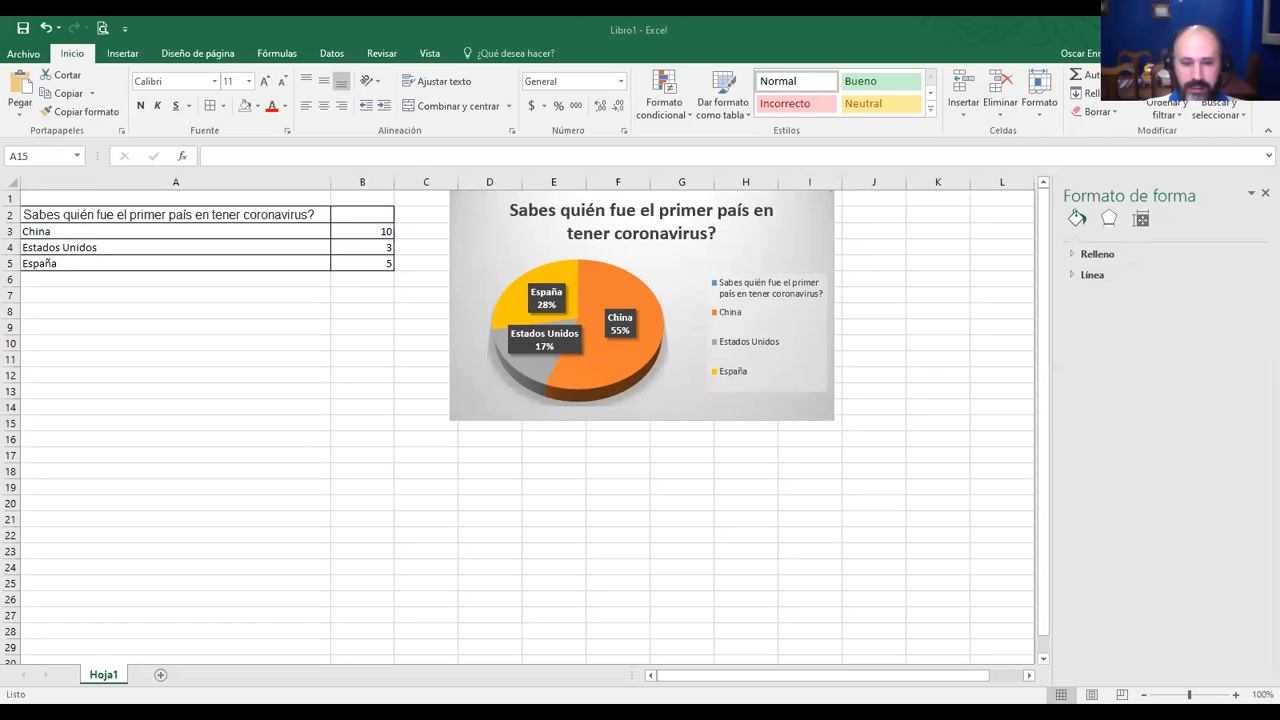 Libro1 - Excel
Archivo Inicio Insertar Diseño de página Fórmulas Datos Revisar Vista ¿Qué desea hacer? Oscar Enr
Pegar
Cortar
Copiar
Copiar formato
Calibri 11
N K S
Ajustar texto
Combinar y centrar
General
$ % 000
Formato condicional
Dar formato como tabla
Normal Bueno
Incorrecto Neutral
Insertar Eliminar Formato
Aut
Rell
Borrar
Ordenar y filtrar
Buscar y seleccionar
Portapapeles Fuente Alineación Número Estilos Celdas Modificar
A15 fx
A B C D E F G H I J K L
1
2 Sabes quién fue el primer país en tener coronavirus?
3 China 10
4 Estados Unidos 3
5 España 5
6
7
8
9
10
11
12
13
14
15
16
17
18
19
20
21
22
23
24
25
26
27
28
29
30
Sabes quién fue el primer país en
tener coronavirus?
España
28%
China
55%
Estados Unidos
17%
Sabes quién fue el primer
país en tener coronavirus?
China
Estados Unidos
España
Formato de forma
Relleno
Línea
Hoja1
Listo 100%